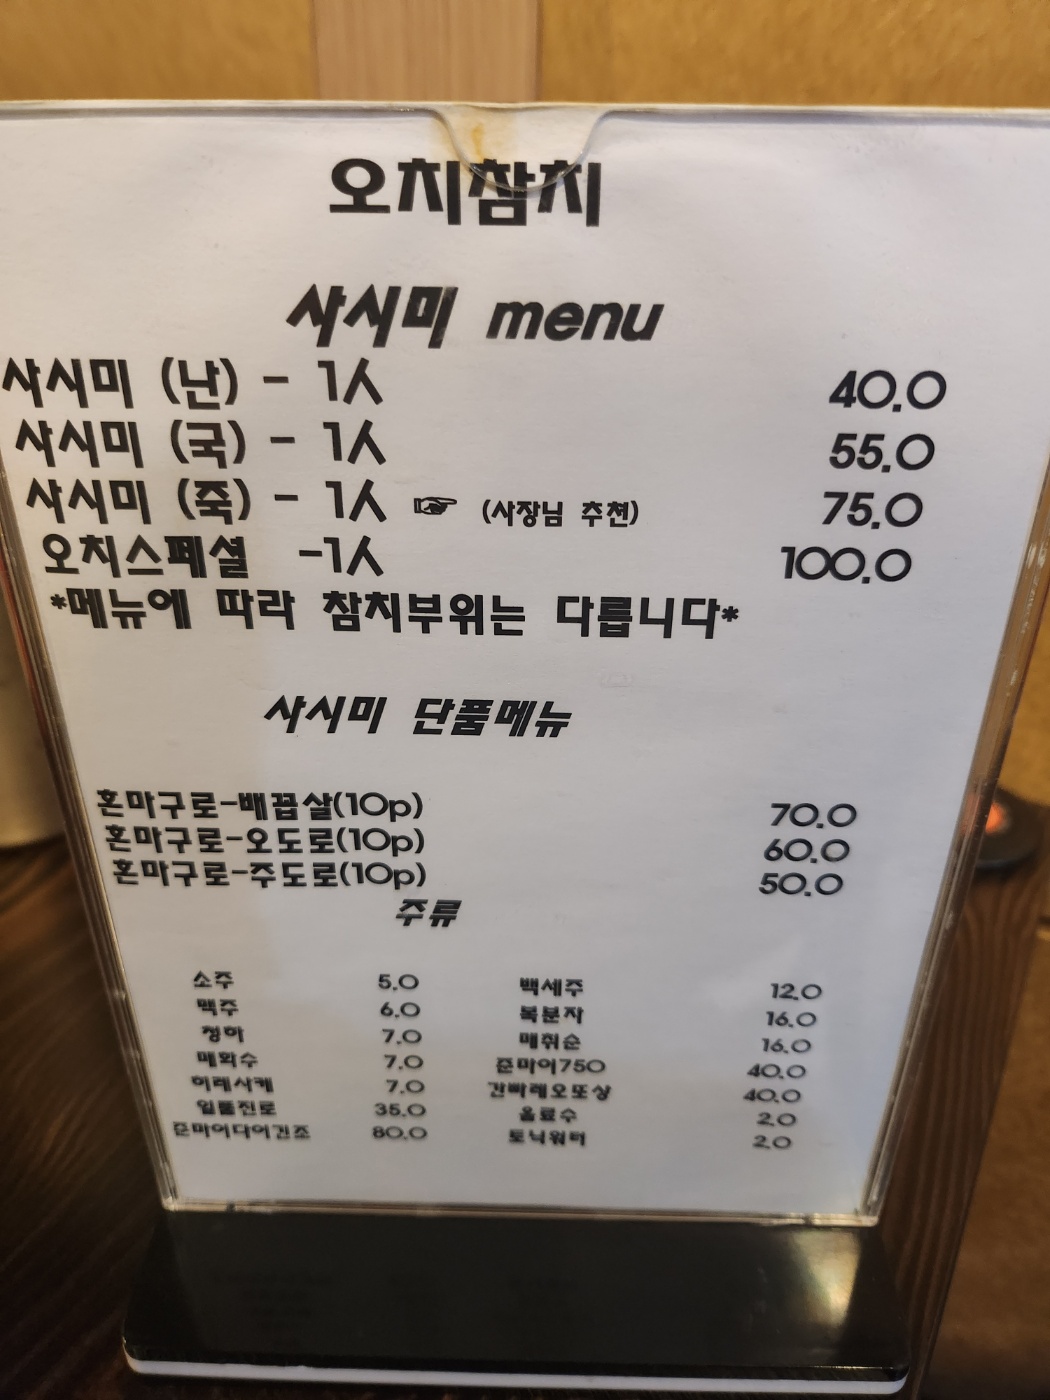 오치참치
사시미 menu
사시미 (난) - 1人 40.0
사시미 (국) - 1人 55.0
사시미 (죽) - 1人 ☞ (사장님 추천) 75.0
오치스페셜 -1人 100.0
*메뉴에 따라 참치부위는 다릅니다*
사시미 단품메뉴
혼마구로-배꼽살(10p) 70.0
혼마구로-오도로(10p) 60.0
혼마구로-주도로(10p) 50.0
주류
소주 5.0 백세주 12.0
맥주 6.0 복분자 16.0
청하 7.0 매취순 16.0
매화수 7.0 준마이750 40.0
히레사케 7.0 간빠레오또상 40.0
일품진로 35.0 음료수 2.0
준마이다이긴조 80.0 토닉워터 2.0